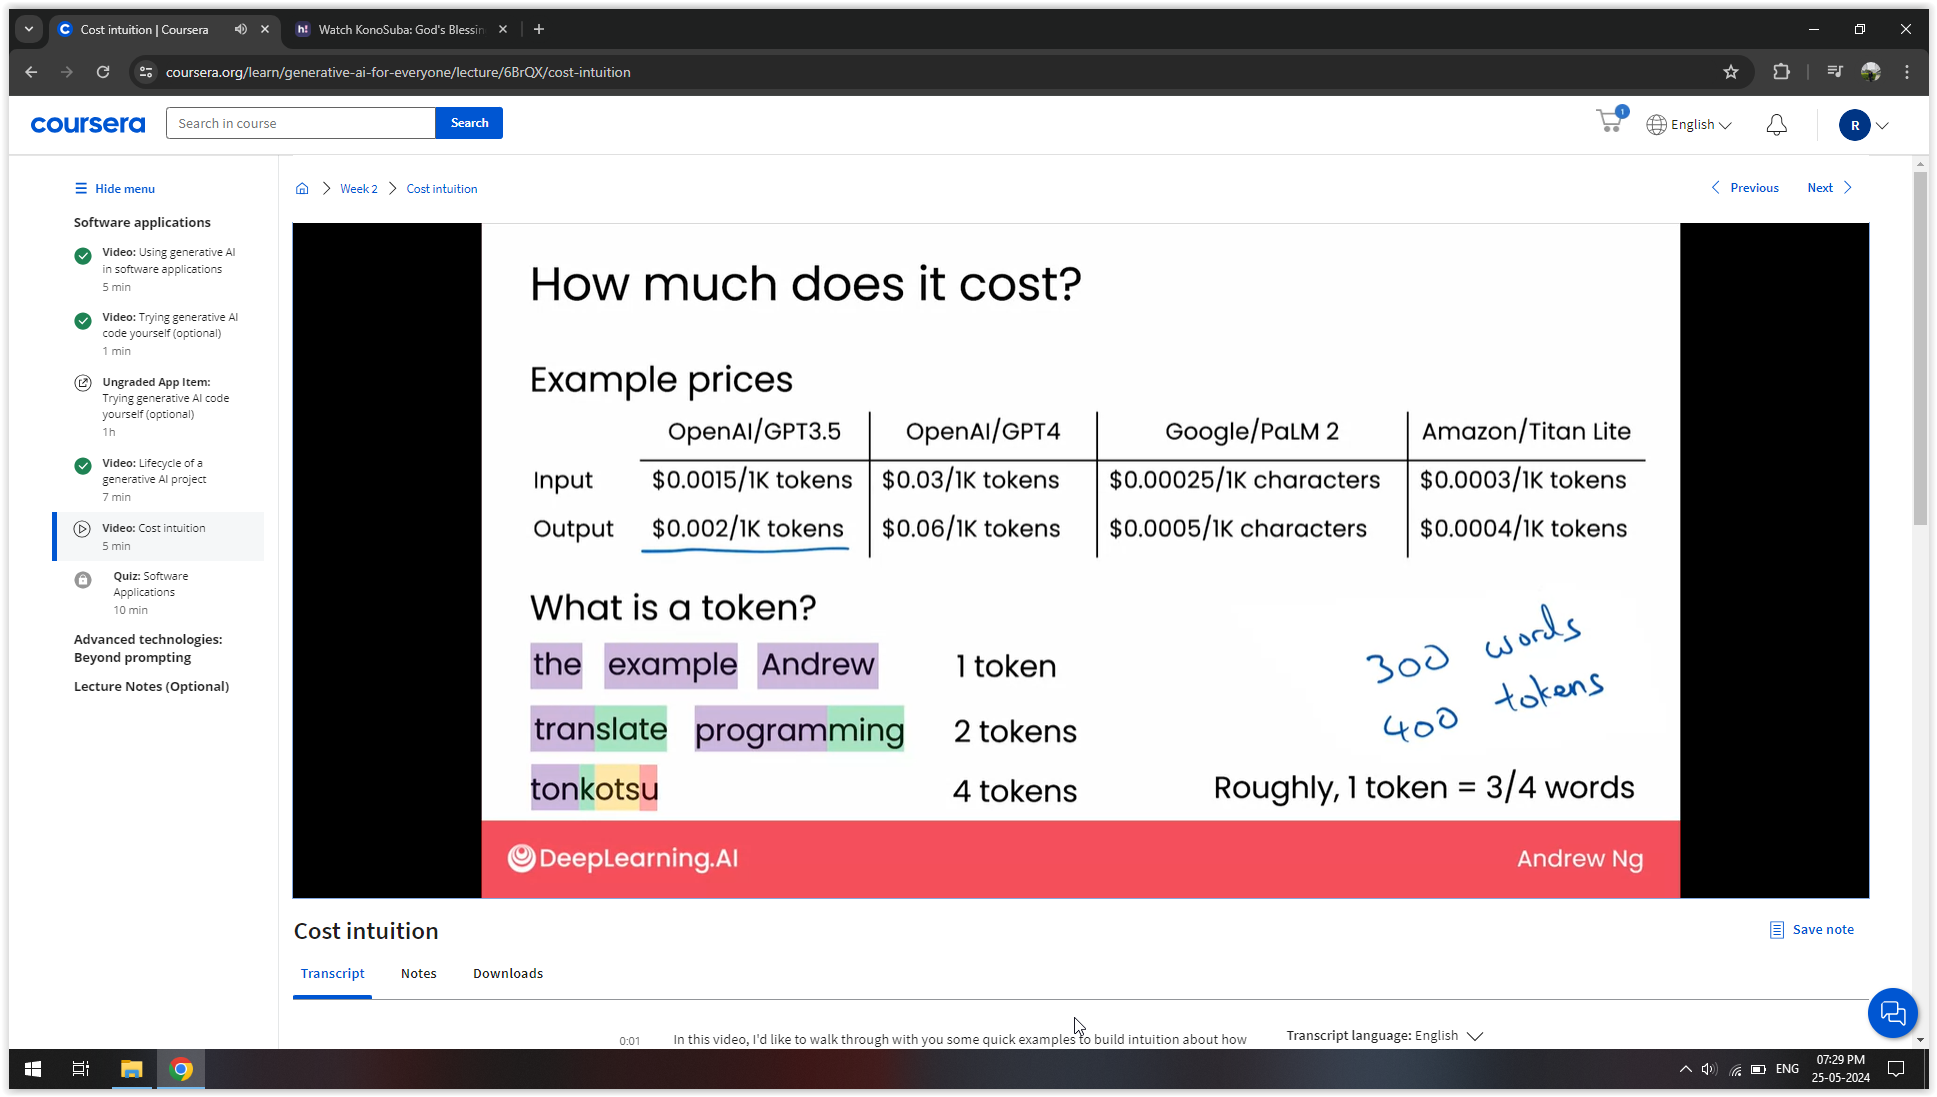 Cost intuition | Coursera
Watch KonoSuba: God's Blessin
coursera.org/learn/generative-ai-for-everyone/lecture/6BrQX/cost-intuition
coursera
Search in course
Search
1
English
R
Hide menu
Software applications
Video: Using generative AI
in software applications
5 min
Video: Trying generative AI
code yourself (optional)
1 min
Ungraded App Item:
Trying generative AI code
yourself (optional)
1h
Video: Lifecycle of a
generative AI project
7 min
Video: Cost intuition
5 min
Quiz: Software
Applications
10 min
Advanced technologies:
Beyond prompting
Lecture Notes (Optional)
Week 2
Cost intuition
Previous
Next
How much does it cost?
Example prices
OpenAI/GPT3.5 OpenAI/GPT4 Google/PaLM 2 Amazon/Titan Lite
Input $0.0015/1K tokens $0.03/1K tokens $0.00025/1K characters $0.0003/1K tokens
Output $0.002/1K tokens $0.06/1K tokens $0.0005/1K characters $0.0004/1K tokens
What is a token?
the example Andrew 1 token
translate programming 2 tokens
tonkotsu 4 tokens
300 words
400 tokens
Roughly, 1 token = 3/4 words
DeepLearning.AI
Andrew Ng
Cost intuition
Save note
Transcript Notes Downloads
0:01 In this video, I'd like to walk through with you some quick examples to build intuition about how
Transcript language: English
ENG
07:29 PM
25-05-2024